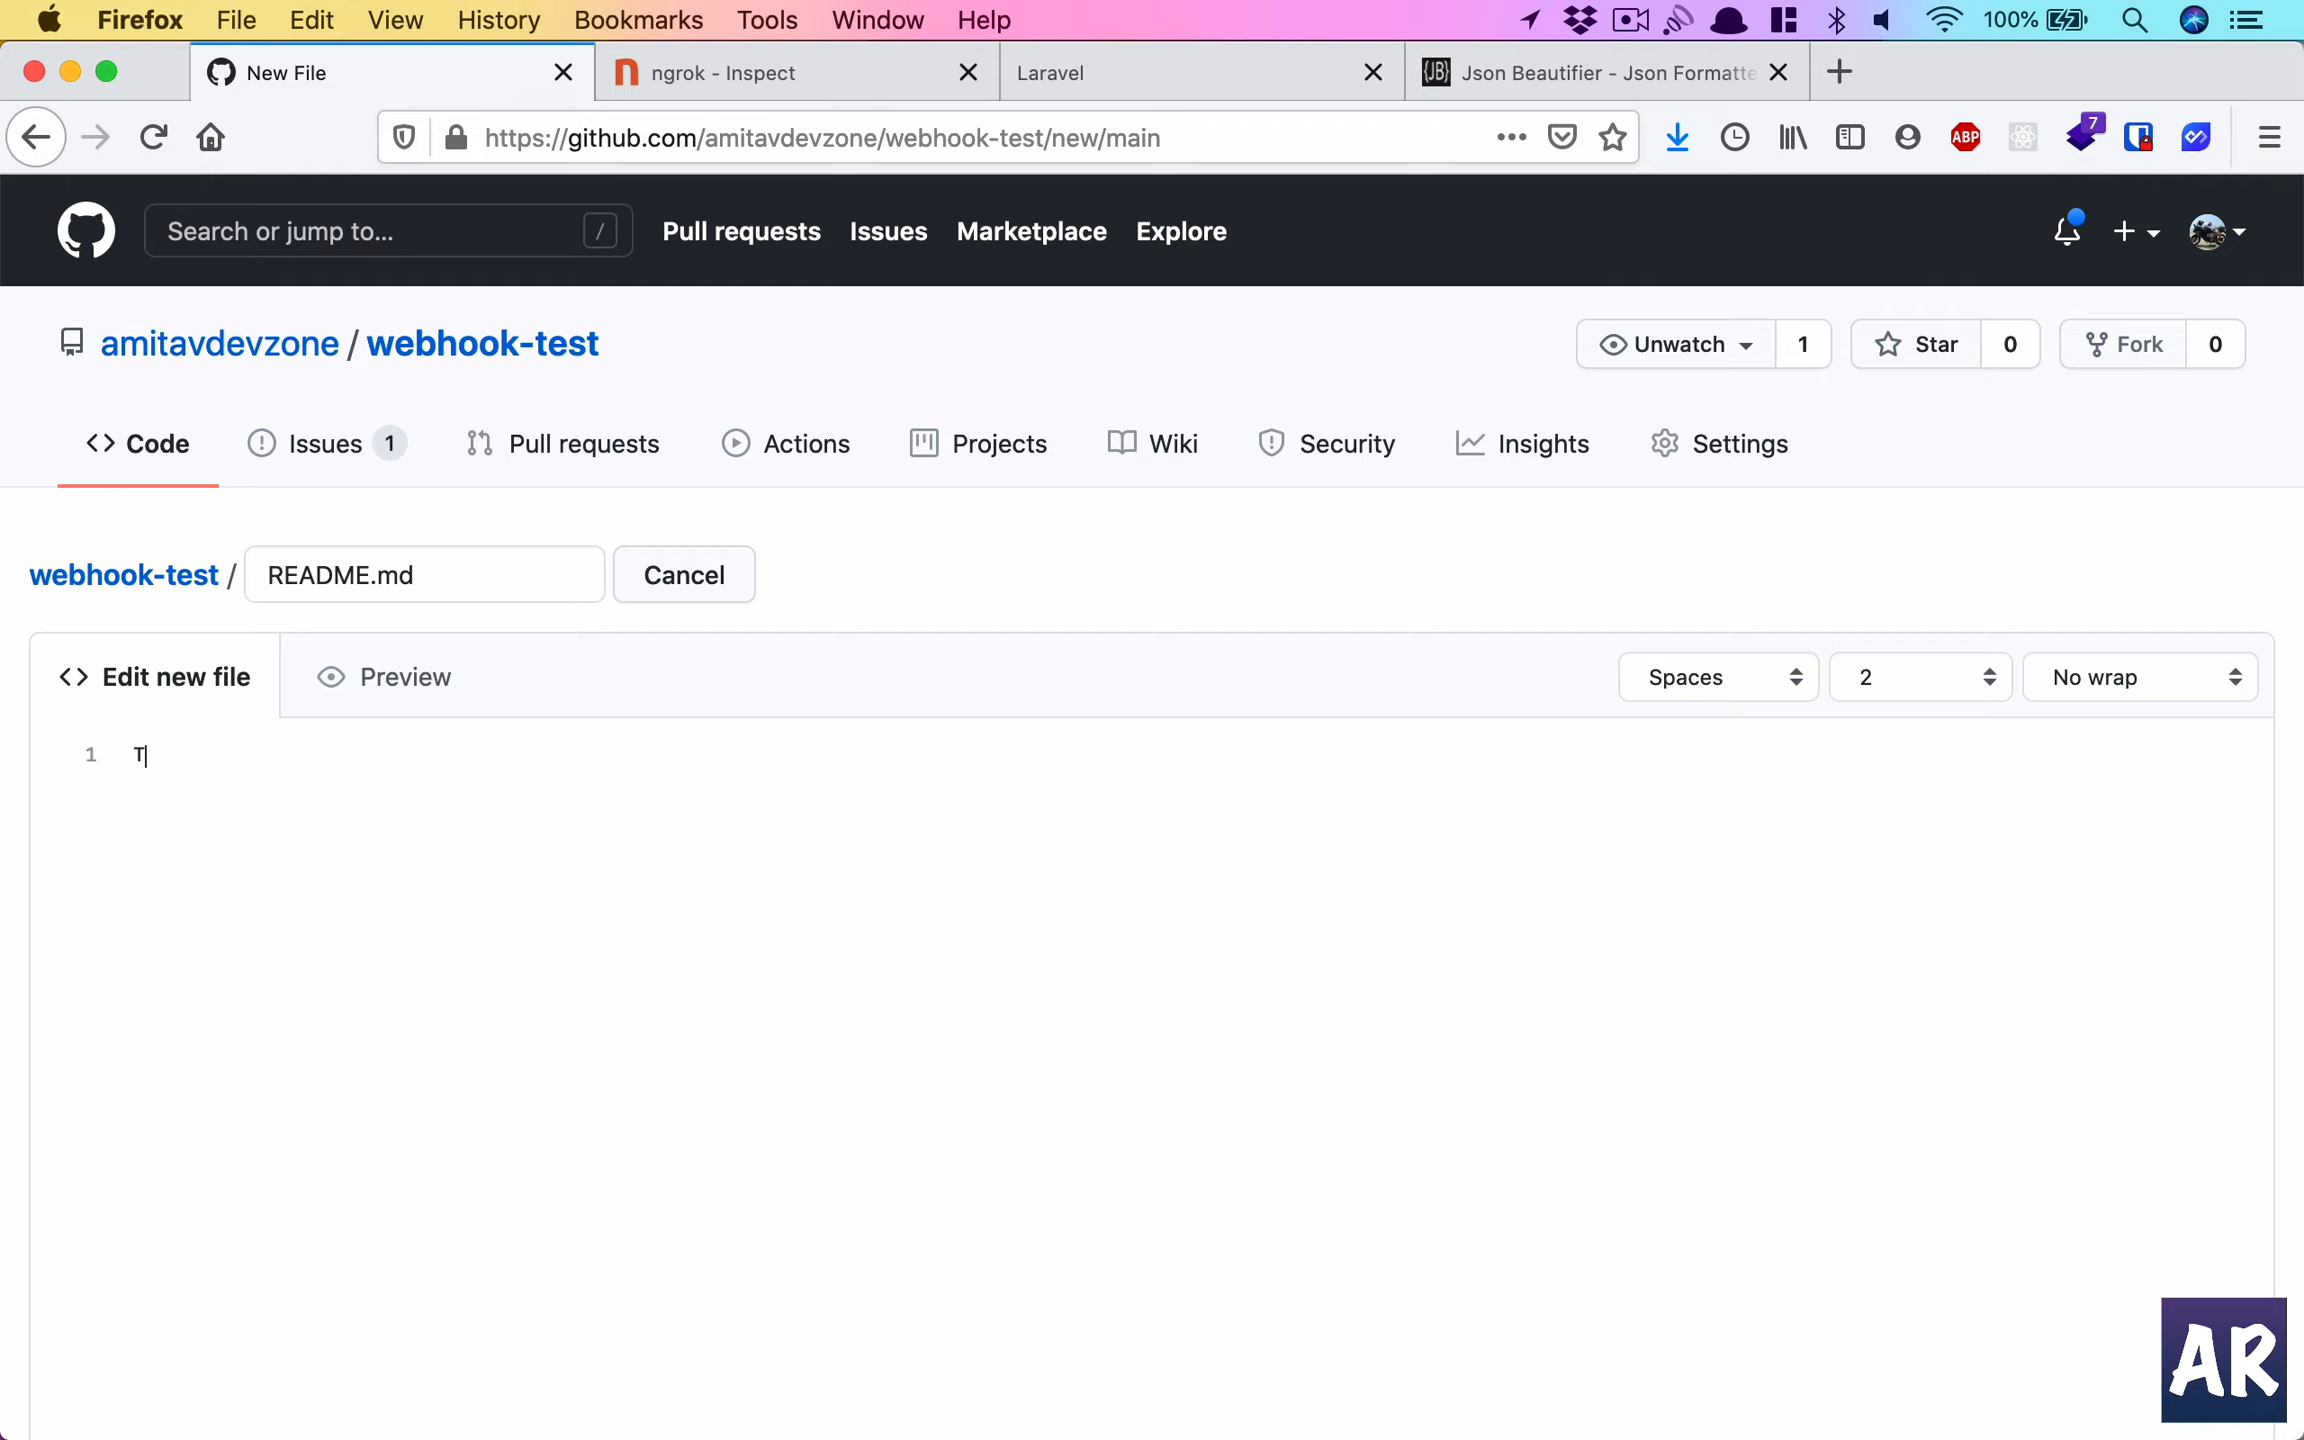 Firefox File Edit View History Bookmarks Tools Window Help 100%
New File ngrok - Inspect Laravel {JB} Json Beautifier - Json Formatte
https://github.com/amitavdevzone/webhook-test/new/main ABP 7
Search or jump to... / Pull requests Issues Marketplace Explore
amitavdevzone / webhook-test Unwatch 1 Star 0 Fork 0
Code Issues 1 Pull requests Actions Projects Wiki Security Insights Settings
webhook-test / README.md Cancel
Edit new file Preview Spaces 2 No wrap
1 T
AR